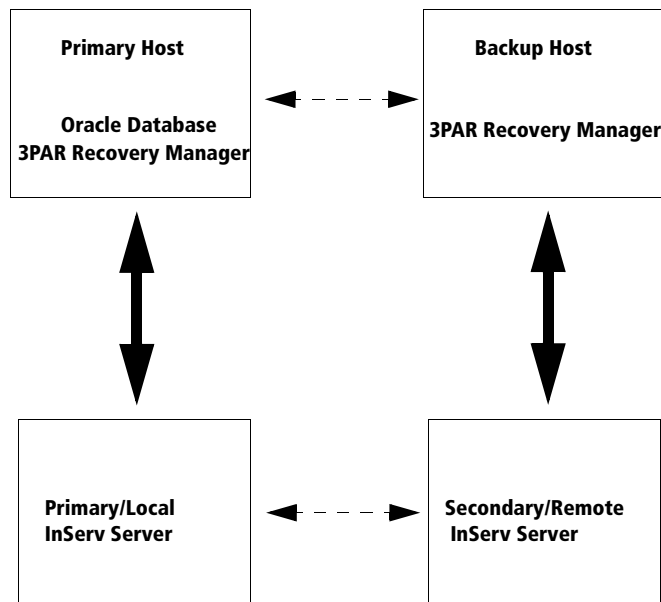 Primary Host
Oracle Database
3PAR Recovery Manager
Backup Host
3PAR Recovery Manager
Primary/Local
InServ Server
Secondary/Remote
InServ Server